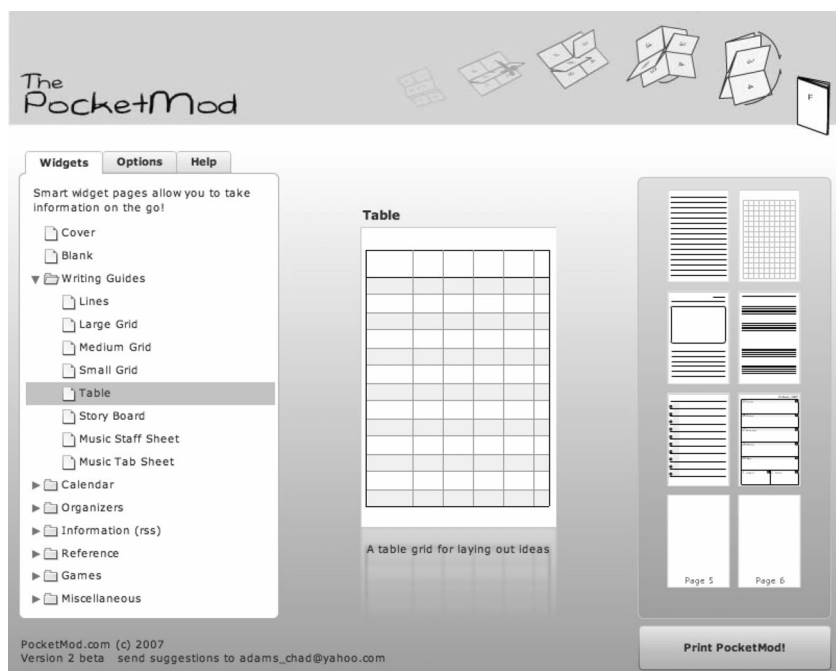 The
PocketMod
F
Widgets
Options
Help
Smart widget pages allow you to take
information on the go!
Cover
Blank
Writing Guides
Lines
Large Grid
Medium Grid
Small Grid
Table
Story Board
Music Staff Sheet
Music Tab Sheet
Calendar
Organizers
Information (rss)
Reference
Games
Miscellaneous
Table
A table grid for laying out ideas
Page 5
Page 6
PocketMod.com (c) 2007
Version 2 beta send suggestions to adams_chad@yahoo.com
Print PocketMod!